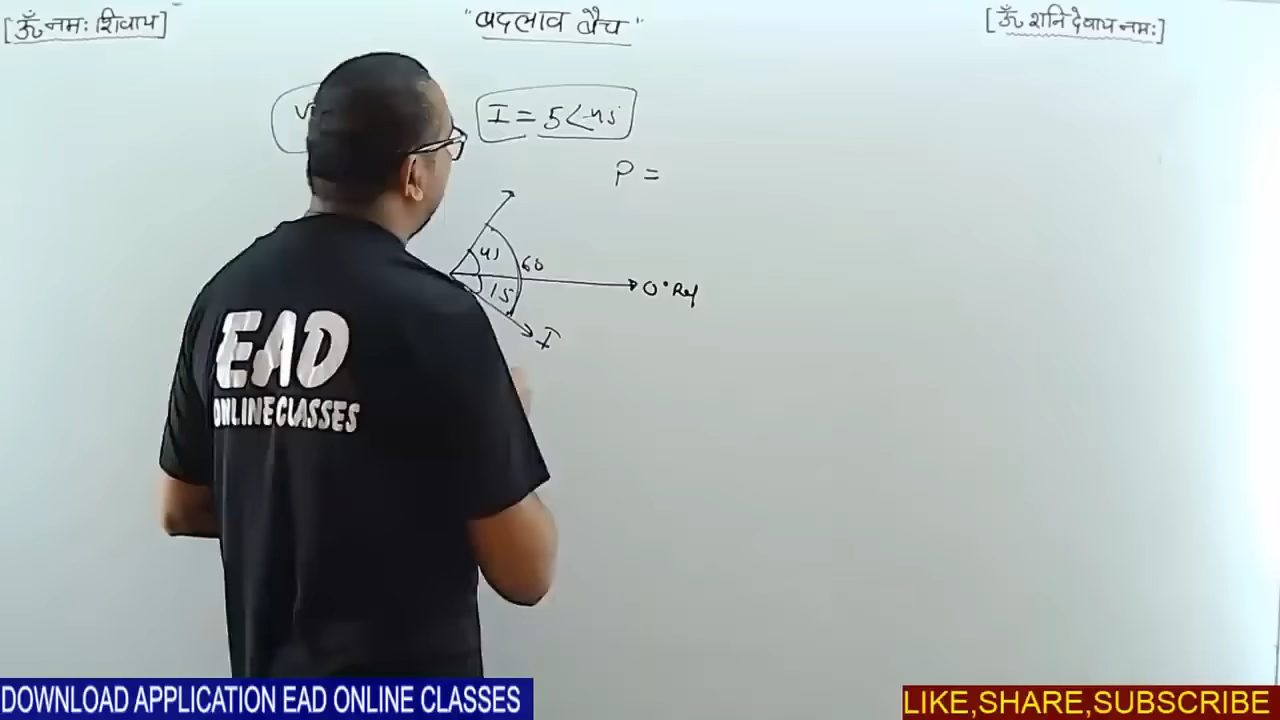 [ॐ नमः शिवाय]
"बदलाव बैच"
[ॐ शनि देवाय नमः]
I = 5∠-45
P =
45
60
15
0° Ref
I
EAD
ONLINE CLASSES
DOWNLOAD APPLICATION EAD ONLINE CLASSES
LIKE,SHARE,SUBSCRIBE